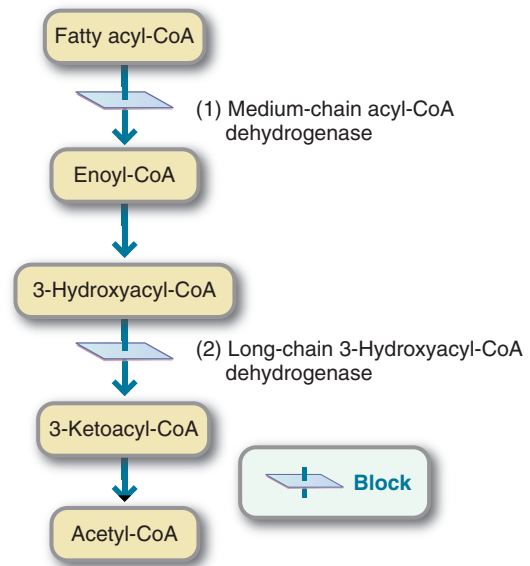 Fatty acyl-CoA
(1) Medium-chain acyl-CoA
dehydrogenase
Enoyl-CoA
3-Hydroxyacyl-CoA
(2) Long-chain 3-Hydroxyacyl-CoA
dehydrogenase
3-Ketoacyl-CoA
Block
Acetyl-CoA